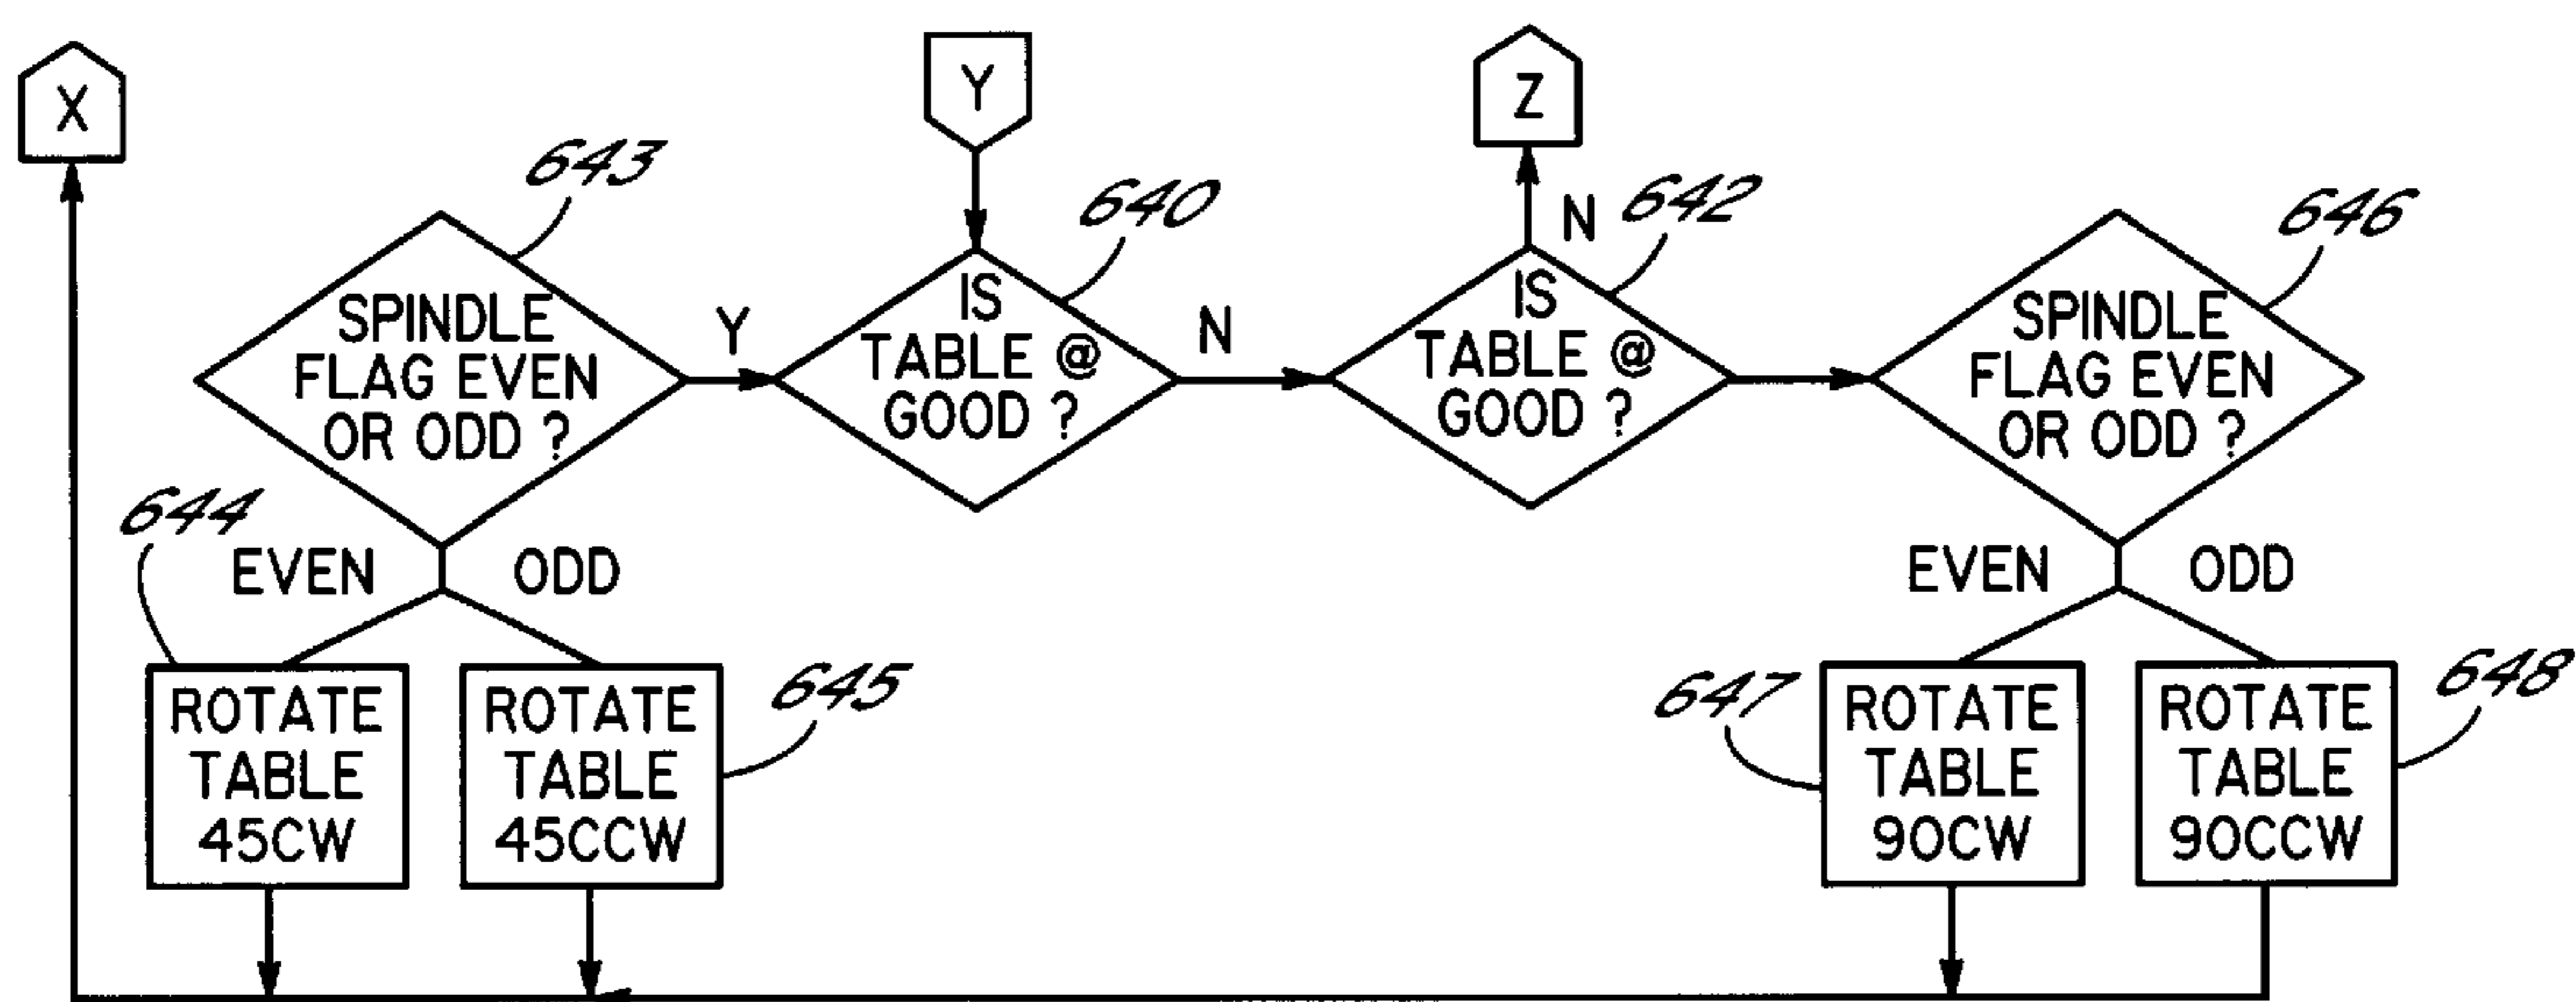 X
Y
Z
643
640
N
642
646
SPINDLE
FLAG EVEN
OR ODD ?
Y
IS
TABLE @
GOOD ?
N
IS
TABLE @
GOOD ?
SPINDLE
FLAG EVEN
OR ODD ?
644
EVEN
ODD
EVEN
ODD
ROTATE
TABLE
45CW
ROTATE
TABLE
45CCW
645
647
ROTATE
TABLE
90CW
ROTATE
TABLE
90CCW
648